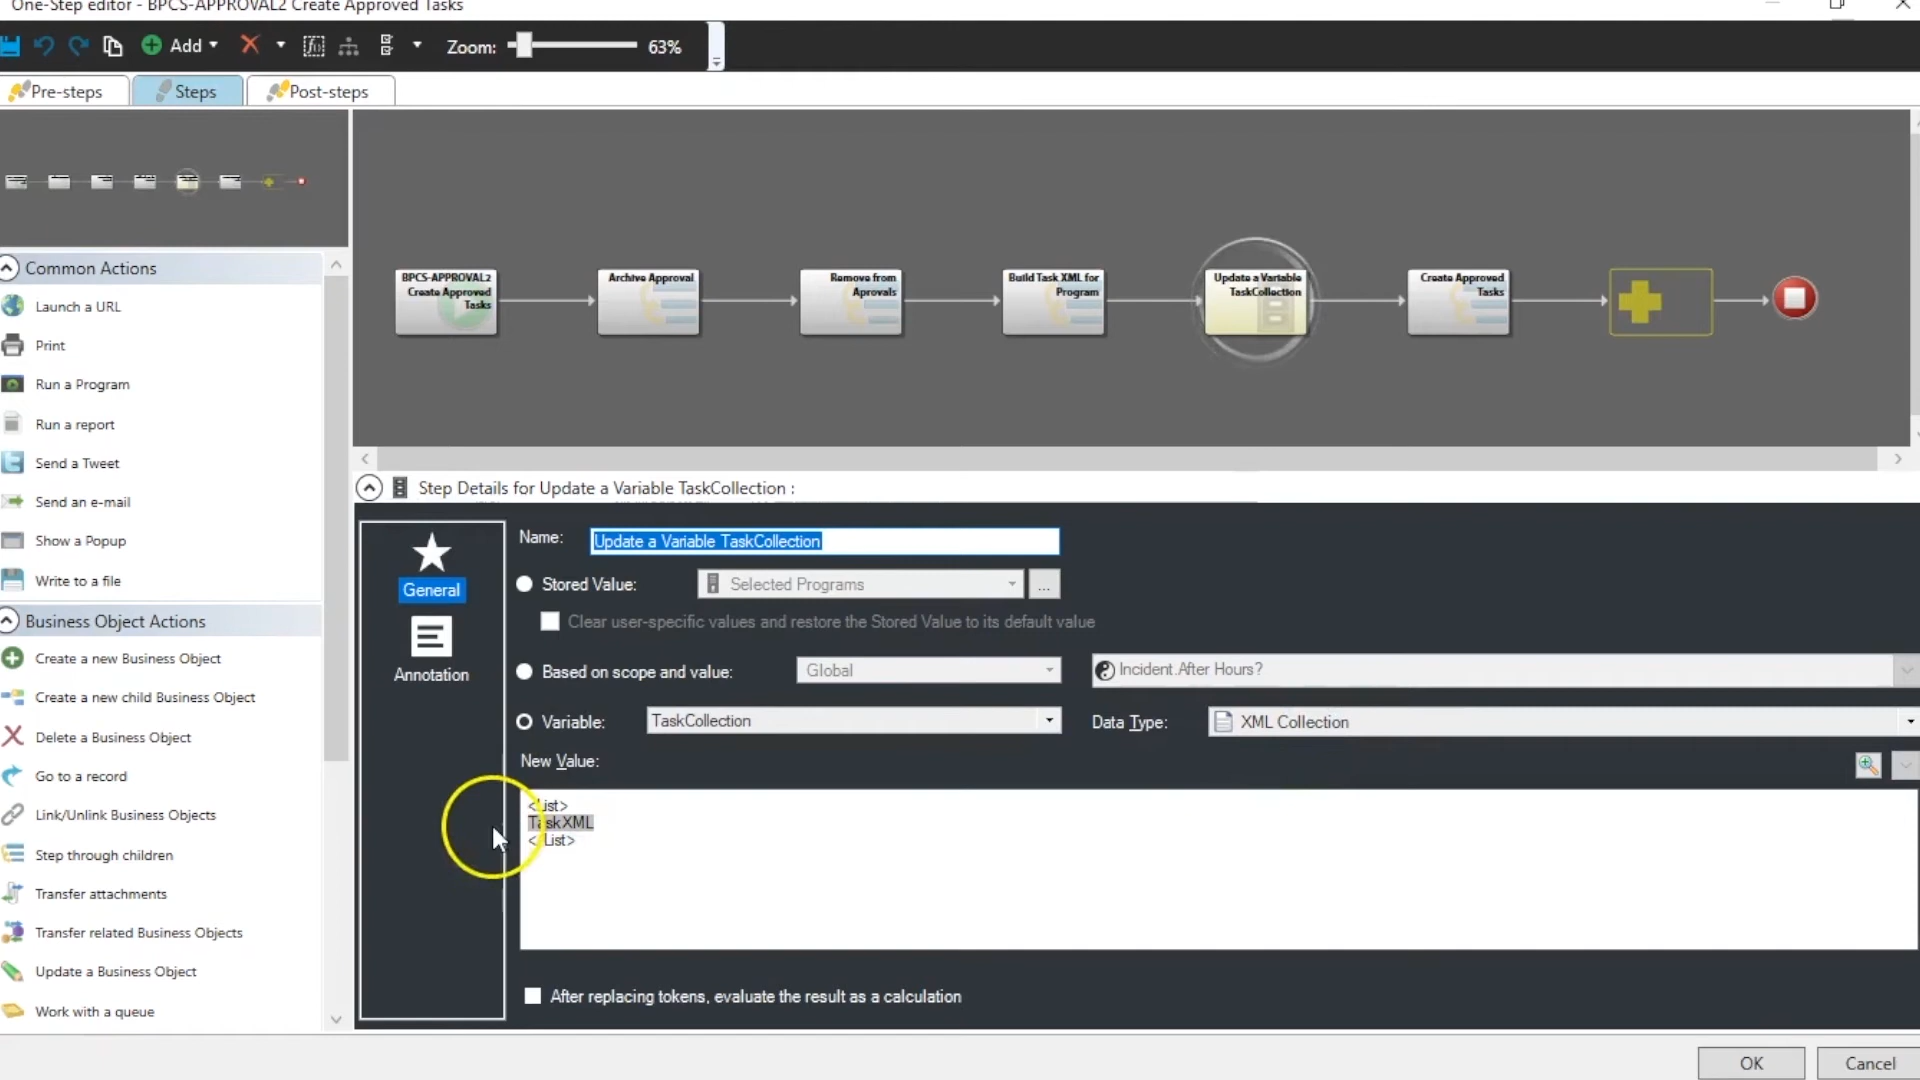 One-Step editor - BPCS-APPROVAL2 Create Approved Tasks
Add
Zoom:
63%
Pre-steps
Steps
Post-steps
Common Actions
Launch a URL
Print
Run a Program
Run a report
Send a Tweet
Send an e-mail
Show a Popup
Write to a file
Business Object Actions
Create a new Business Object
Create a new child Business Object
Delete a Business Object
Go to a record
Link/Unlink Business Objects
Step through children
Transfer attachments
Transfer related Business Objects
Update a Business Object
Work with a queue
BPCS-APPROVAL2
Create Approved
Tasks
Archive Approval
Remove from
Aprovals
Build Task XML for
Program
Update a Variable
TaskCollection
Create Approved
Tasks
Step Details for Update a Variable TaskCollection :
General
Annotation
Name:
Update a Variable TaskCollection
Stored Value:
Selected Programs
...
Clear user-specific values and restore the Stored Value to its default value
Based on scope and value:
Global
Incident.After Hours?
Variable:
TaskCollection
Data Type:
XML Collection
New Value:
<List>
TaskXML
</List>
After replacing tokens, evaluate the result as a calculation
OK
Cancel